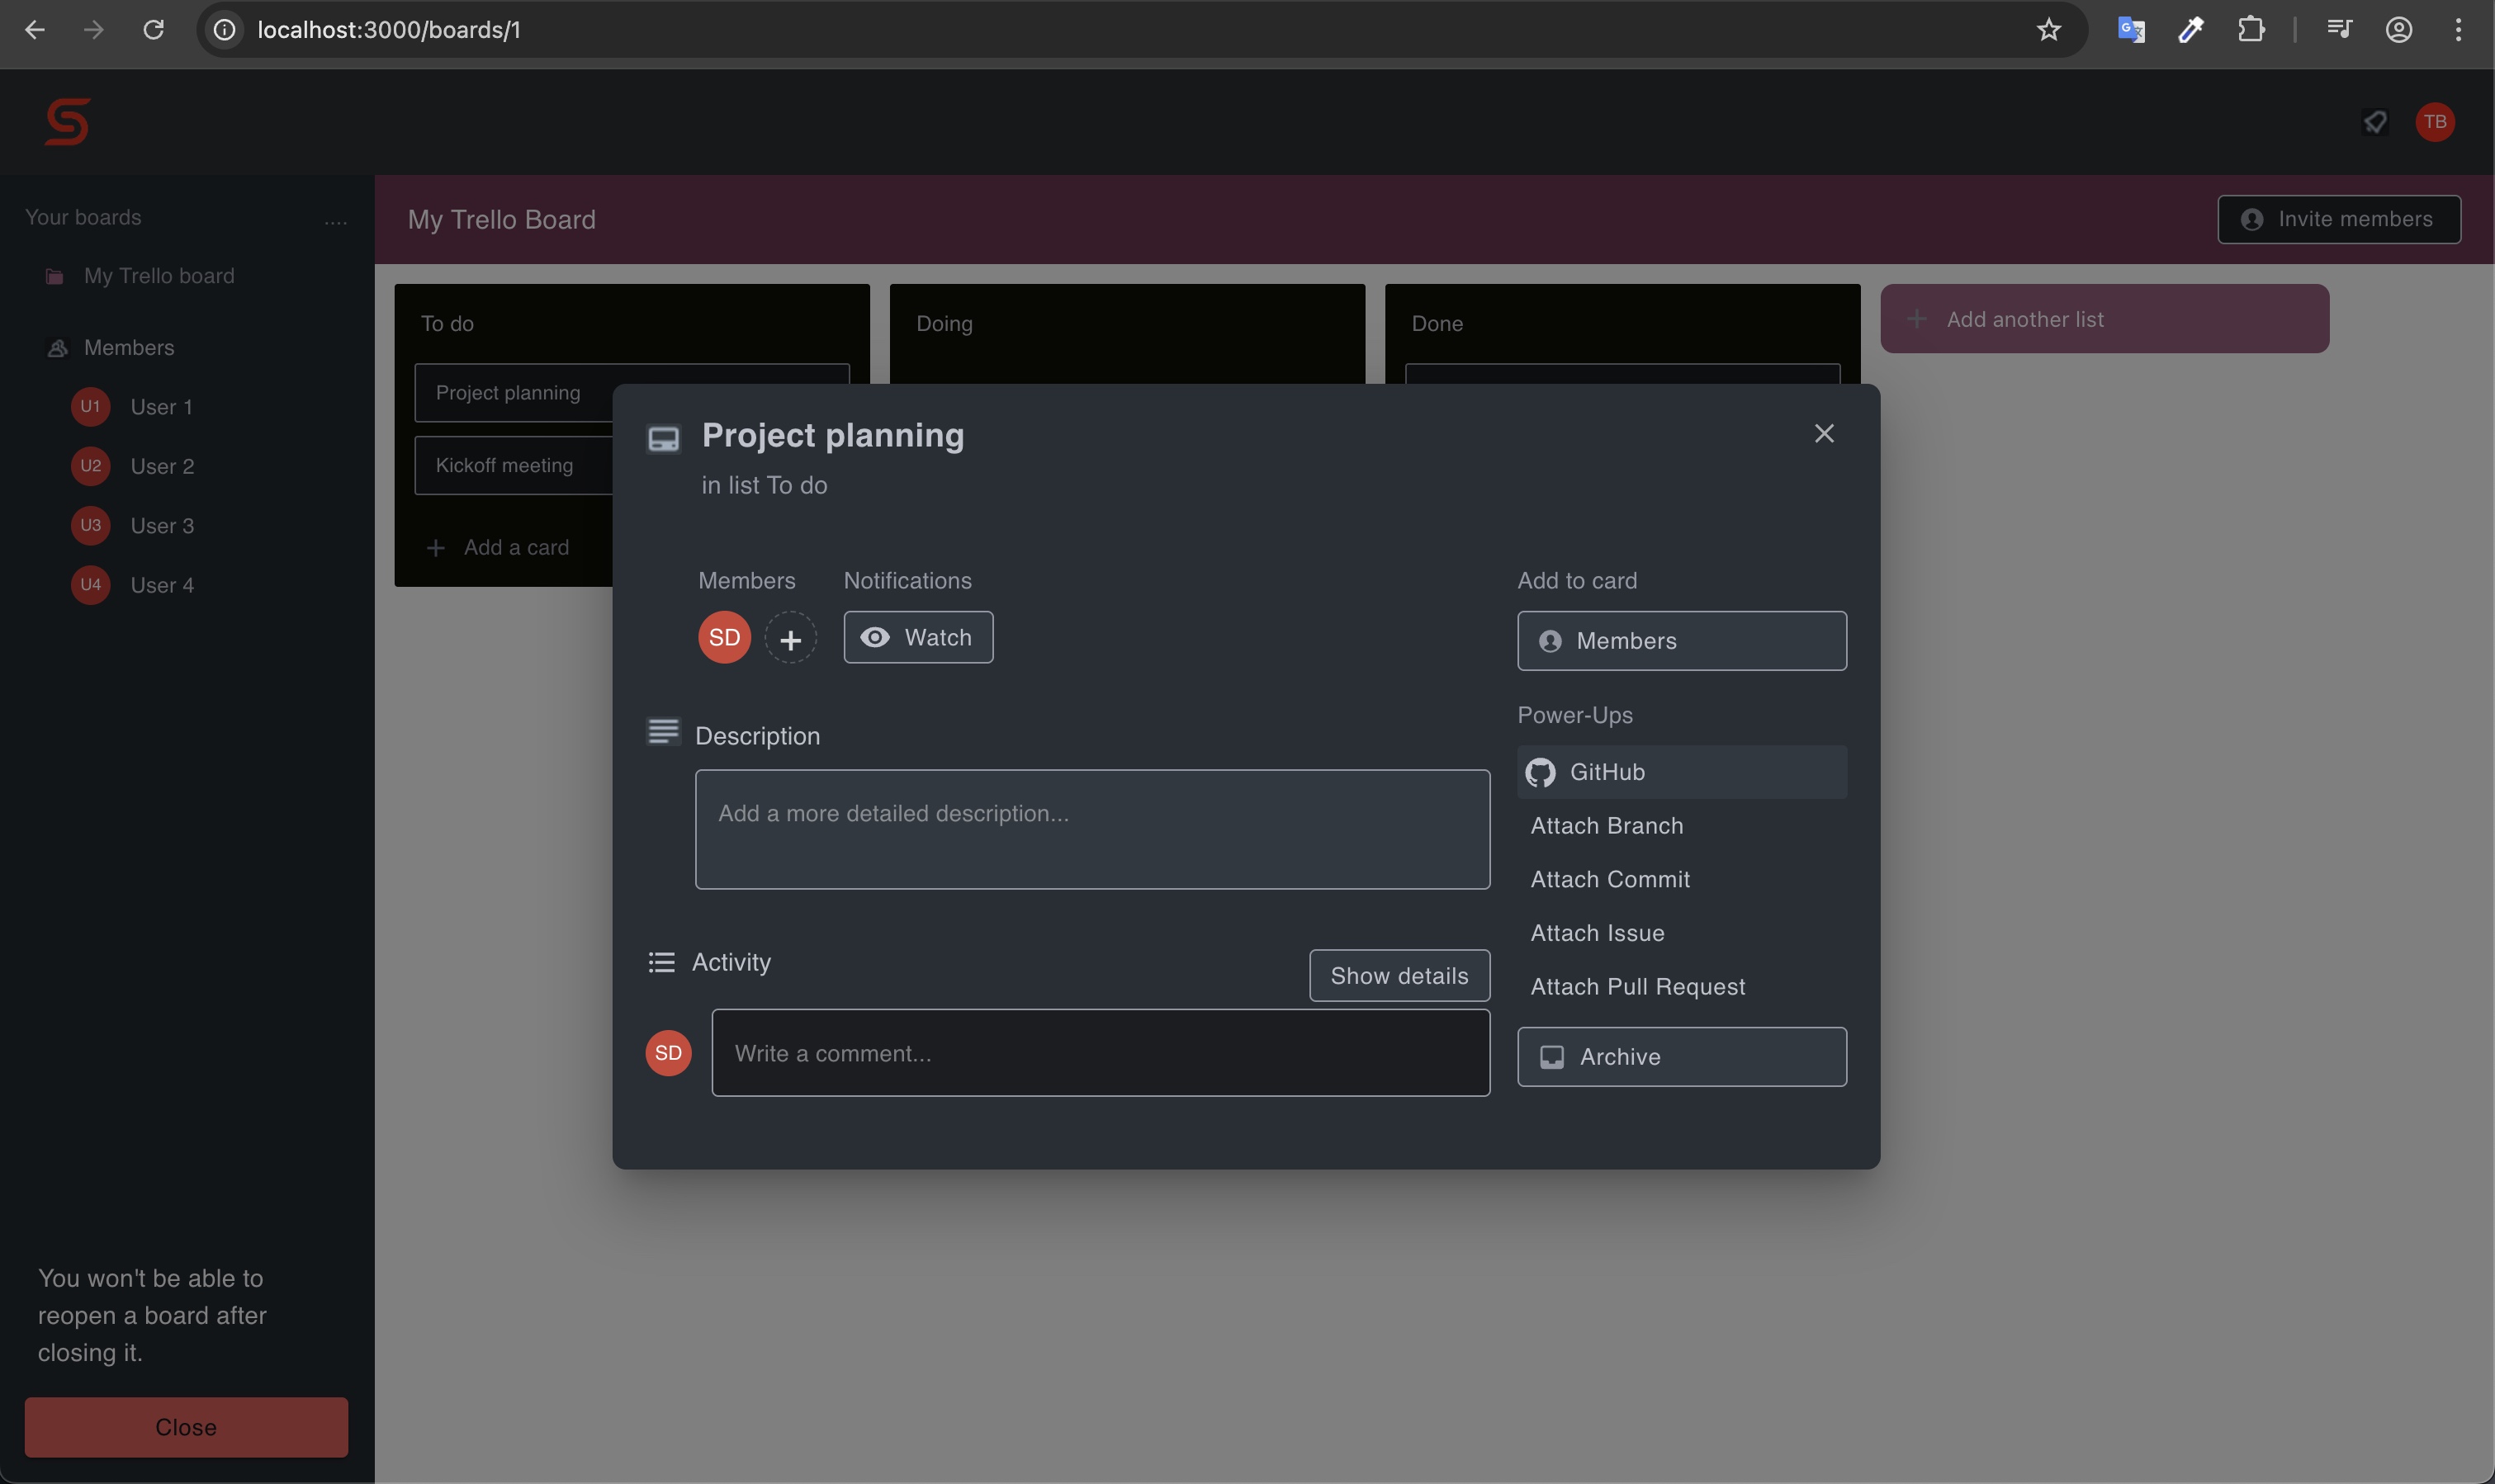 localhost:3000/boards/1
TB
Your boards
....
My Trello board
Members
U1 User 1
U2 User 2
U3 User 3
U4 User 4
You won't be able to
reopen a board after
closing it.
Close
My Trello Board
Invite members
To do
Project planning
Kickoff meeting
Add a card
Doing
Done
Add another list
Project planning
in list To do
Members
SD
Notifications
Watch
Description
Add a more detailed description...
Activity
Show details
SD
Write a comment...
Add to card
Members
Power-Ups
GitHub
Attach Branch
Attach Commit
Attach Issue
Attach Pull Request
Archive